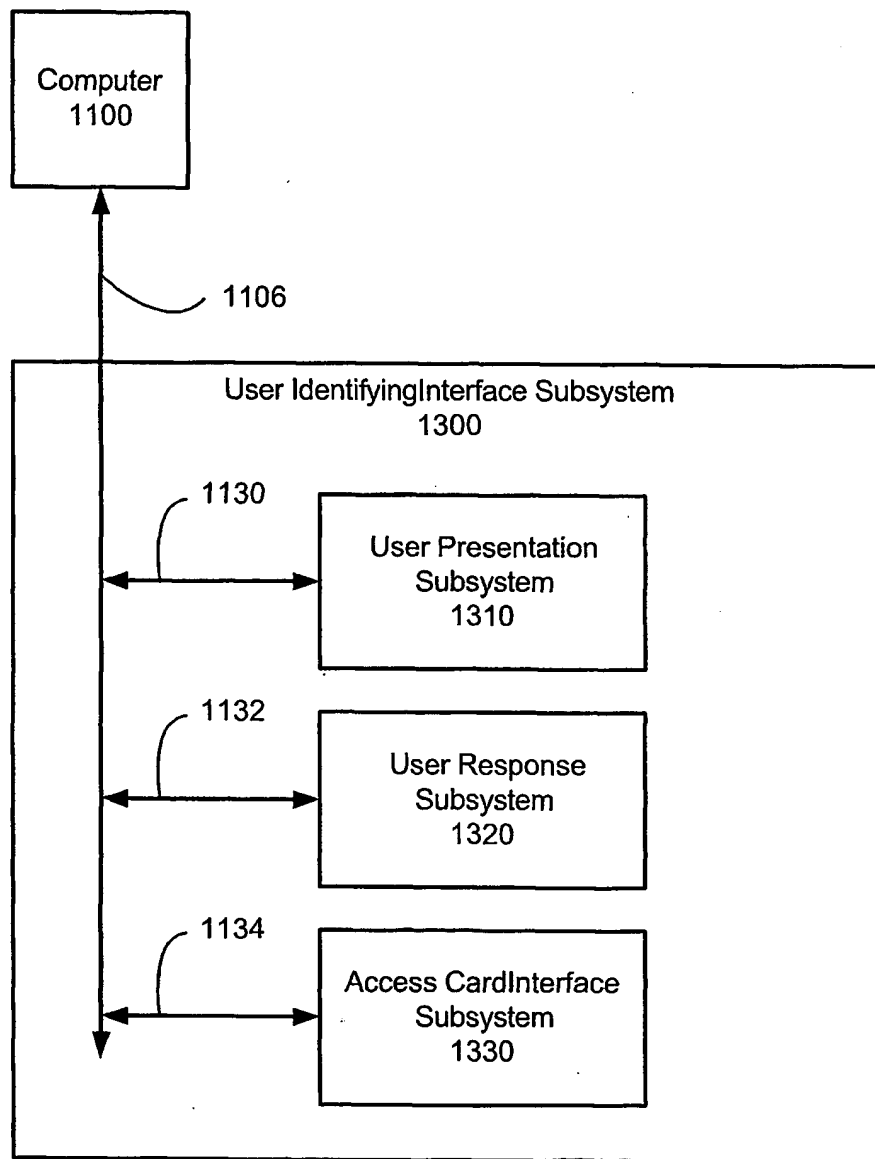 Computer
1100
1106
User IdentifyingInterface Subsystem
1300
1130
User Presentation
Subsystem
1310
1132
User Response
Subsystem
1320
1134
Access CardInterface
Subsystem
1330